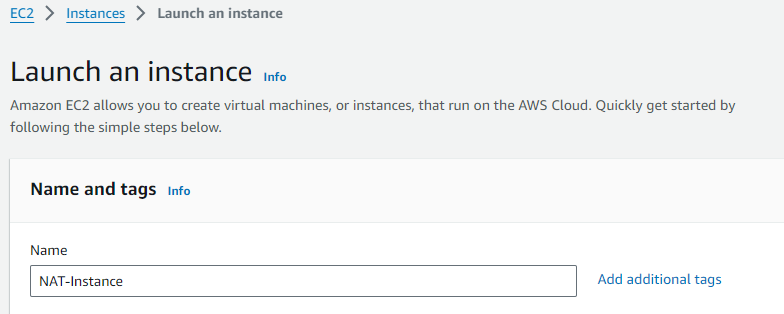 EC2 > Instances > Launch an instance
Launch an instance Info
Amazon EC2 allows you to create virtual machines, or instances, that run on the AWS Cloud. Quickly get started by
following the simple steps below.
Name and tags Info
Name
NAT-Instance Add additional tags